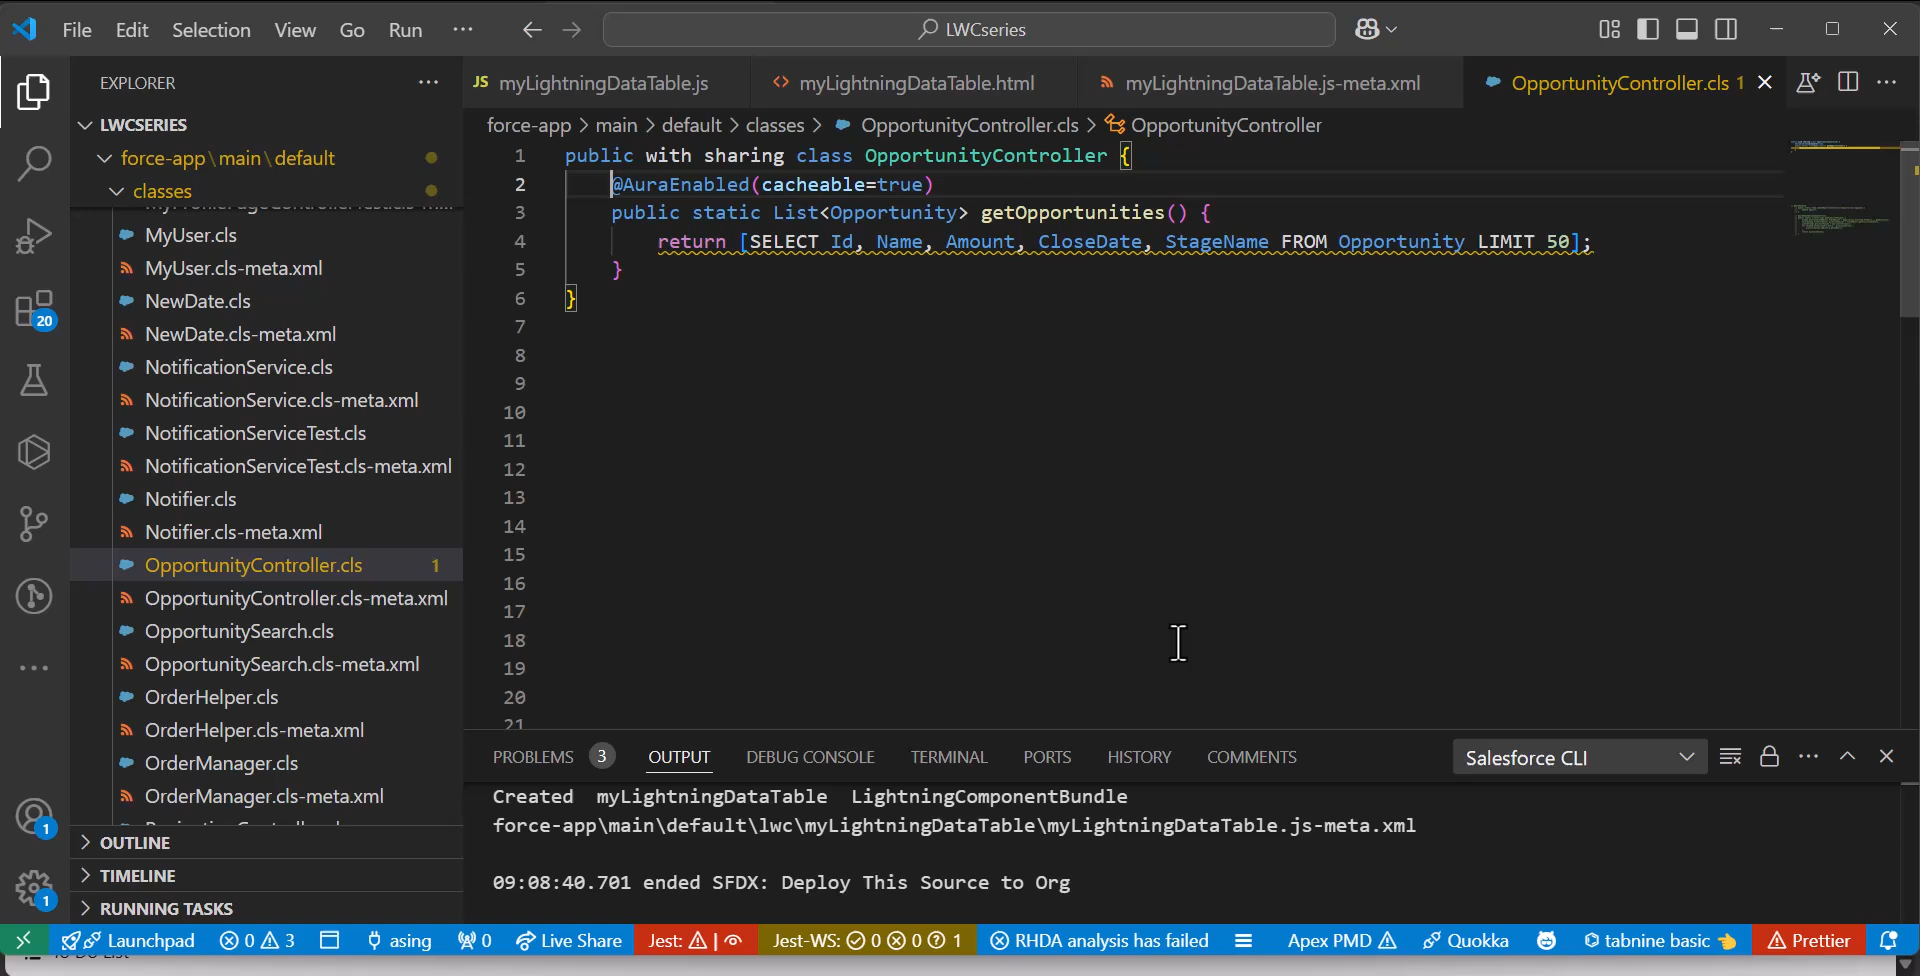 File Edit Selection View Go Run ··· LWCseries
EXPLORER ···
LWCSERIES
force-app\main\default
classes
MyUser.cls
MyUser.cls-meta.xml
NewDate.cls
NewDate.cls-meta.xml
NotificationService.cls
NotificationService.cls-meta.xml
NotificationServiceTest.cls
NotificationServiceTest.cls-meta.xml
Notifier.cls
Notifier.cls-meta.xml
OpportunityController.cls 1
OpportunityController.cls-meta.xml
OpportunitySearch.cls
OpportunitySearch.cls-meta.xml
OrderHelper.cls
OrderHelper.cls-meta.xml
OrderManager.cls
OrderManager.cls-meta.xml
OUTLINE
TIMELINE
RUNNING TASKS
20
1
1
JS myLightningDataTable.js <> myLightningDataTable.html myLightningDataTable.js-meta.xml OpportunityController.cls 1
force-app > main > default > classes > OpportunityController.cls > OpportunityController
1 public with sharing class OpportunityController {
2 @AuraEnabled(cacheable=true)
3 public static List<Opportunity> getOpportunities() {
4 return [SELECT Id, Name, Amount, CloseDate, StageName FROM Opportunity LIMIT 50];
5 }
6 }
7
8
9
10
11
12
13
14
15
16
17
18
19
20
21
PROBLEMS 3 OUTPUT DEBUG CONSOLE TERMINAL PORTS HISTORY COMMENTS Salesforce CLI
Created myLightningDataTable LightningComponentBundle
force-app\main\default\lwc\myLightningDataTable\myLightningDataTable.js-meta.xml
09:08:40.701 ended SFDX: Deploy This Source to Org
Launchpad 0 3 asing 0 Live Share Jest: | Jest-WS: 0 0 1 RHDA analysis has failed Apex PMD Quokka tabnine basic Prettier